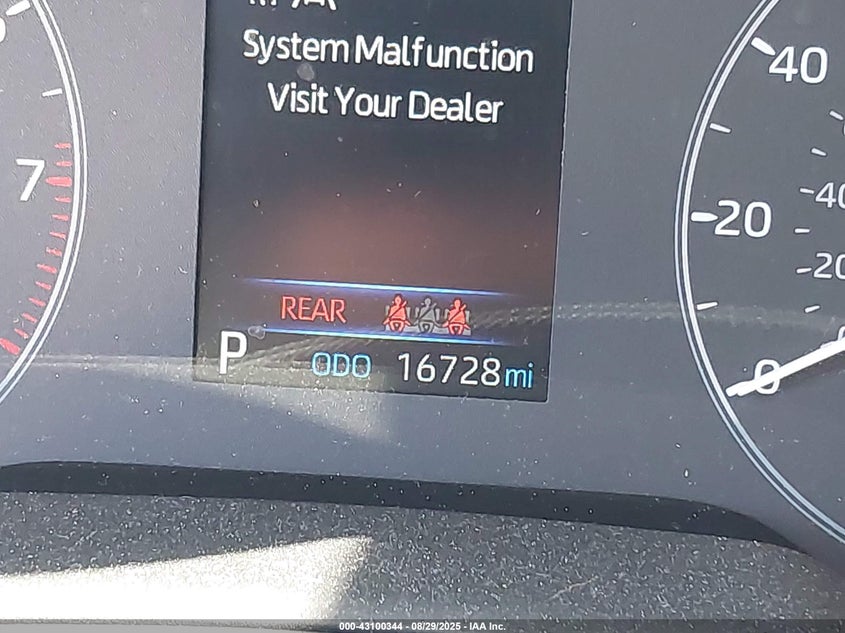 System Malfunction
Visit Your Dealer
REAR
P
ODO 16728 mi
7
40
20
0
-40
-20
000-43100344 - 08/29/2025 - IAA Inc.